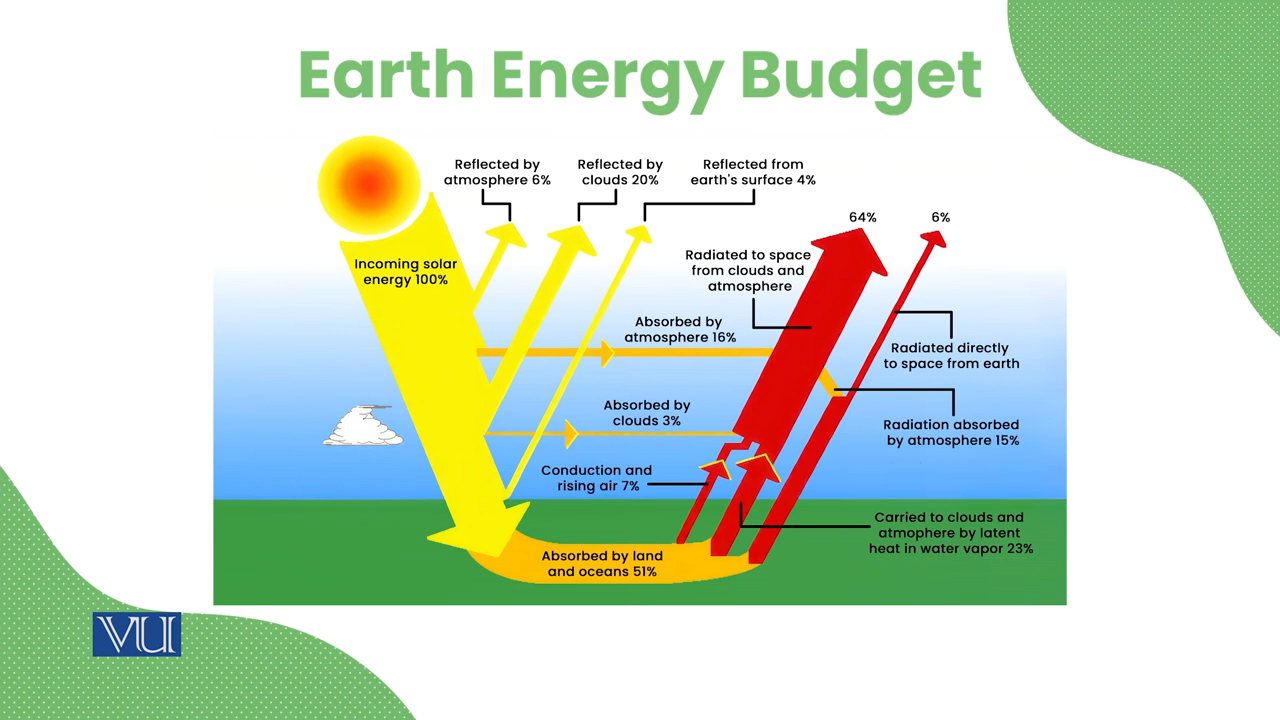 Earth Energy Budget
Reflected by
atmosphere 6%
Reflected by
clouds 20%
Reflected from
earth's surface 4%
64%
6%
Incoming solar
energy 100%
Radiated to space
from clouds and
atmosphere
Absorbed by
atmosphere 16%
Radiated directly
to space from earth
Absorbed by
clouds 3%
Radiation absorbed
by atmosphere 15%
Conduction and
rising air 7%
Carried to clouds and
atmophere by latent
heat in water vapor 23%
Absorbed by land
and oceans 51%
VU